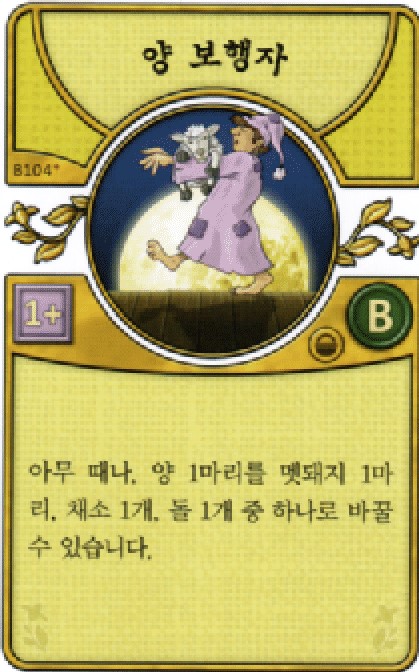 양 보행자
B104*
1+
B
아무 때나, 양 1마리를 멧돼지 1마
리, 채소 1개, 돌 1개 중 하나로 바꿀
수 있습니다.